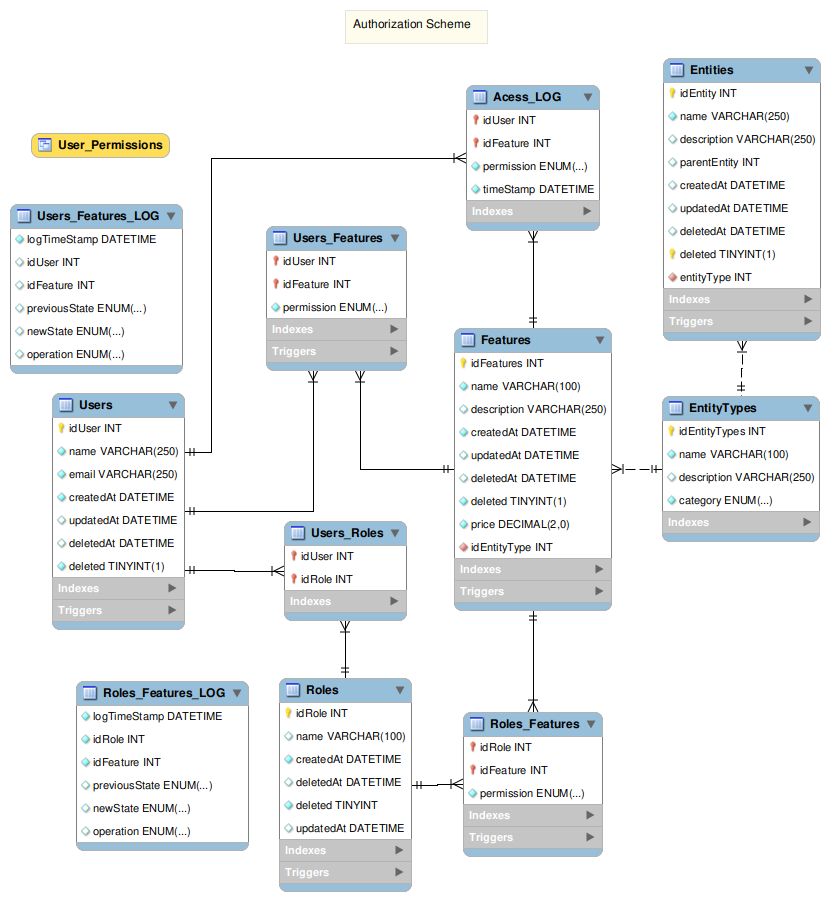 Authorization Scheme
User_Permissions
Users_Features_LOG
logTimeStamp DATETIME
idUser INT
idFeature INT
previousState ENUM(...)
newState ENUM(...)
operation ENUM(...)
Users_Features
idUser INT
idFeature INT
permission ENUM(...)
Indexes
Triggers
Acess_LOG
idUser INT
idFeature INT
permission ENUM(...)
timeStamp DATETIME
Indexes
Entities
idEntity INT
name VARCHAR(250)
description VARCHAR(250)
parentEntity INT
createdAt DATETIME
updatedAt DATETIME
deletedAt DATETIME
deleted TINYINT(1)
entityType INT
Indexes
Triggers
Users
idUser INT
name VARCHAR(250)
email VARCHAR(250)
createdAt DATETIME
updatedAt DATETIME
deletedAt DATETIME
deleted TINYINT(1)
Indexes
Triggers
Features
idFeatures INT
name VARCHAR(100)
description VARCHAR(250)
createdAt DATETIME
updatedAt DATETIME
deletedAt DATETIME
deleted TINYINT(1)
price DECIMAL(2,0)
idEntityType INT
Indexes
Triggers
EntityTypes
idEntityTypes INT
name VARCHAR(100)
description VARCHAR(250)
category ENUM(...)
Indexes
Users_Roles
idUser INT
idRole INT
Indexes
Roles_Features_LOG
logTimeStamp DATETIME
idRole INT
idFeature INT
previousState ENUM(...)
newState ENUM(...)
operation ENUM(...)
Roles
idRole INT
name VARCHAR(100)
createdAt DATETIME
deletedAt DATETIME
deleted TINYINT
updatedAt DATETIME
Indexes
Triggers
Roles_Features
idRole INT
idFeature INT
permission ENUM(...)
Indexes
Triggers